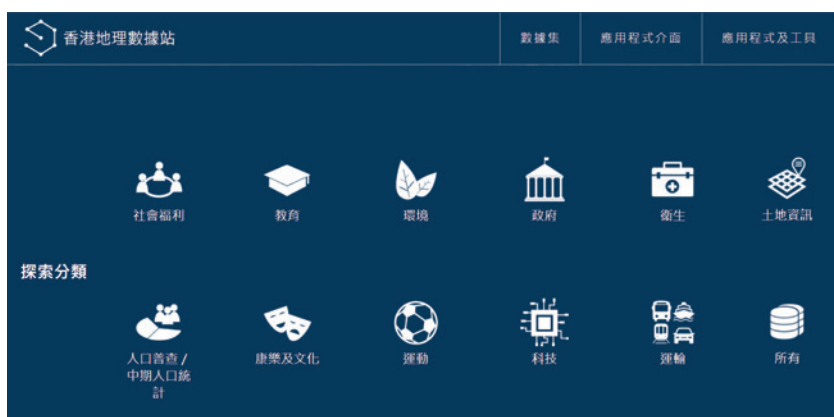 香港地理數據站
數據集
應用程式介面
應用程式及工具
社會福利
教育
環境
政府
衞生
土地資訊
探索分類
人口普查 /
中期人口統
計
康樂及文化
運動
科技
運輸
所有